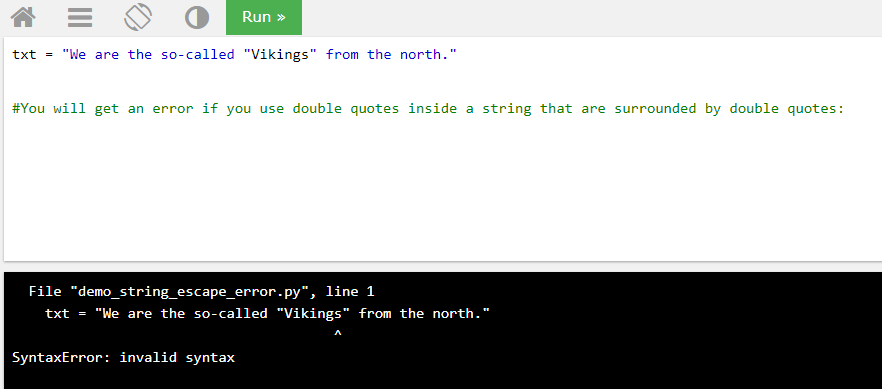 Run »
txt = "We are the so-called "Vikings" from the north."
#You will get an error if you use double quotes inside a string that are surrounded by double quotes:
File "demo_string_escape_error.py", line 1
txt = "We are the so-called "Vikings" from the north."
^
SyntaxError: invalid syntax